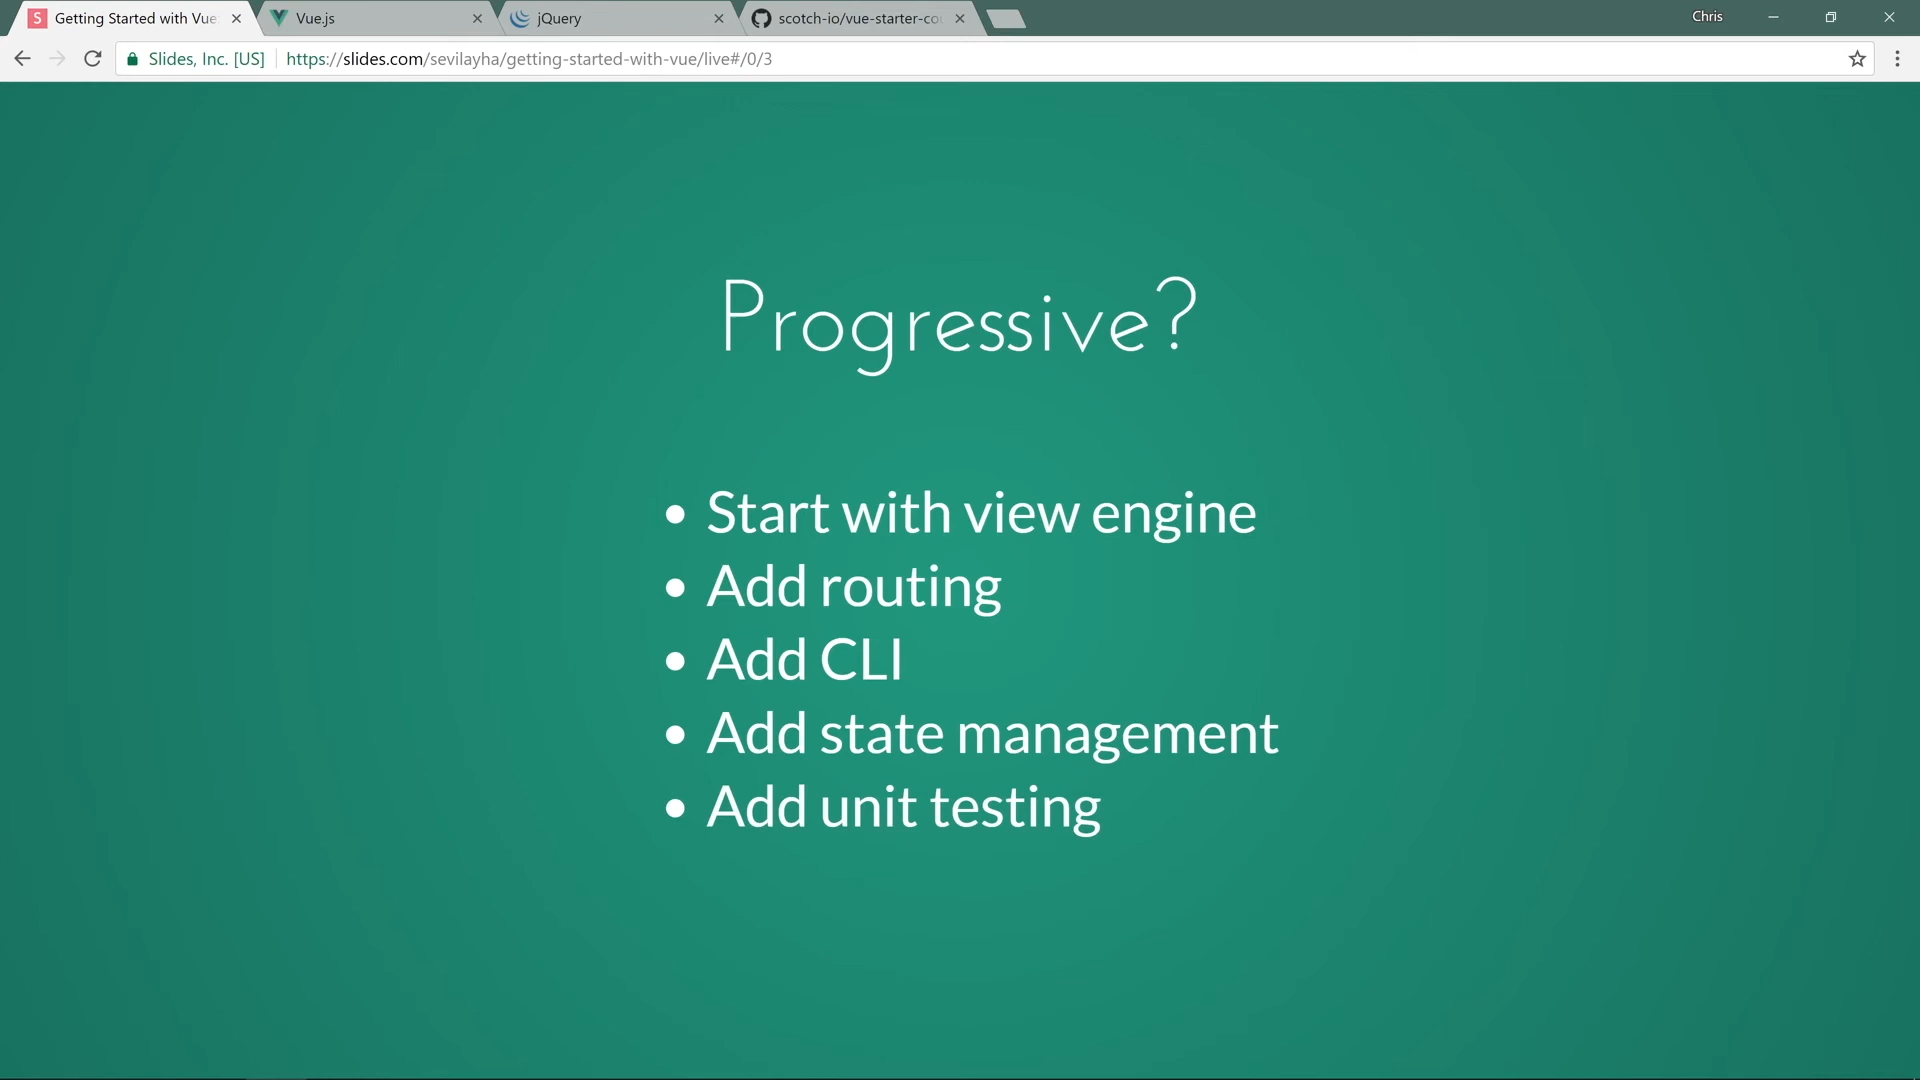 Getting Started with Vue
Vue.js
jQuery
scotch-io/vue-starter-cou
Chris
Slides, Inc. [US]
https://slides.com/sevilayha/getting-started-with-vue/live#/0/3
Progressive?
• Start with view engine
• Add routing
• Add CLI
• Add state management
• Add unit testing